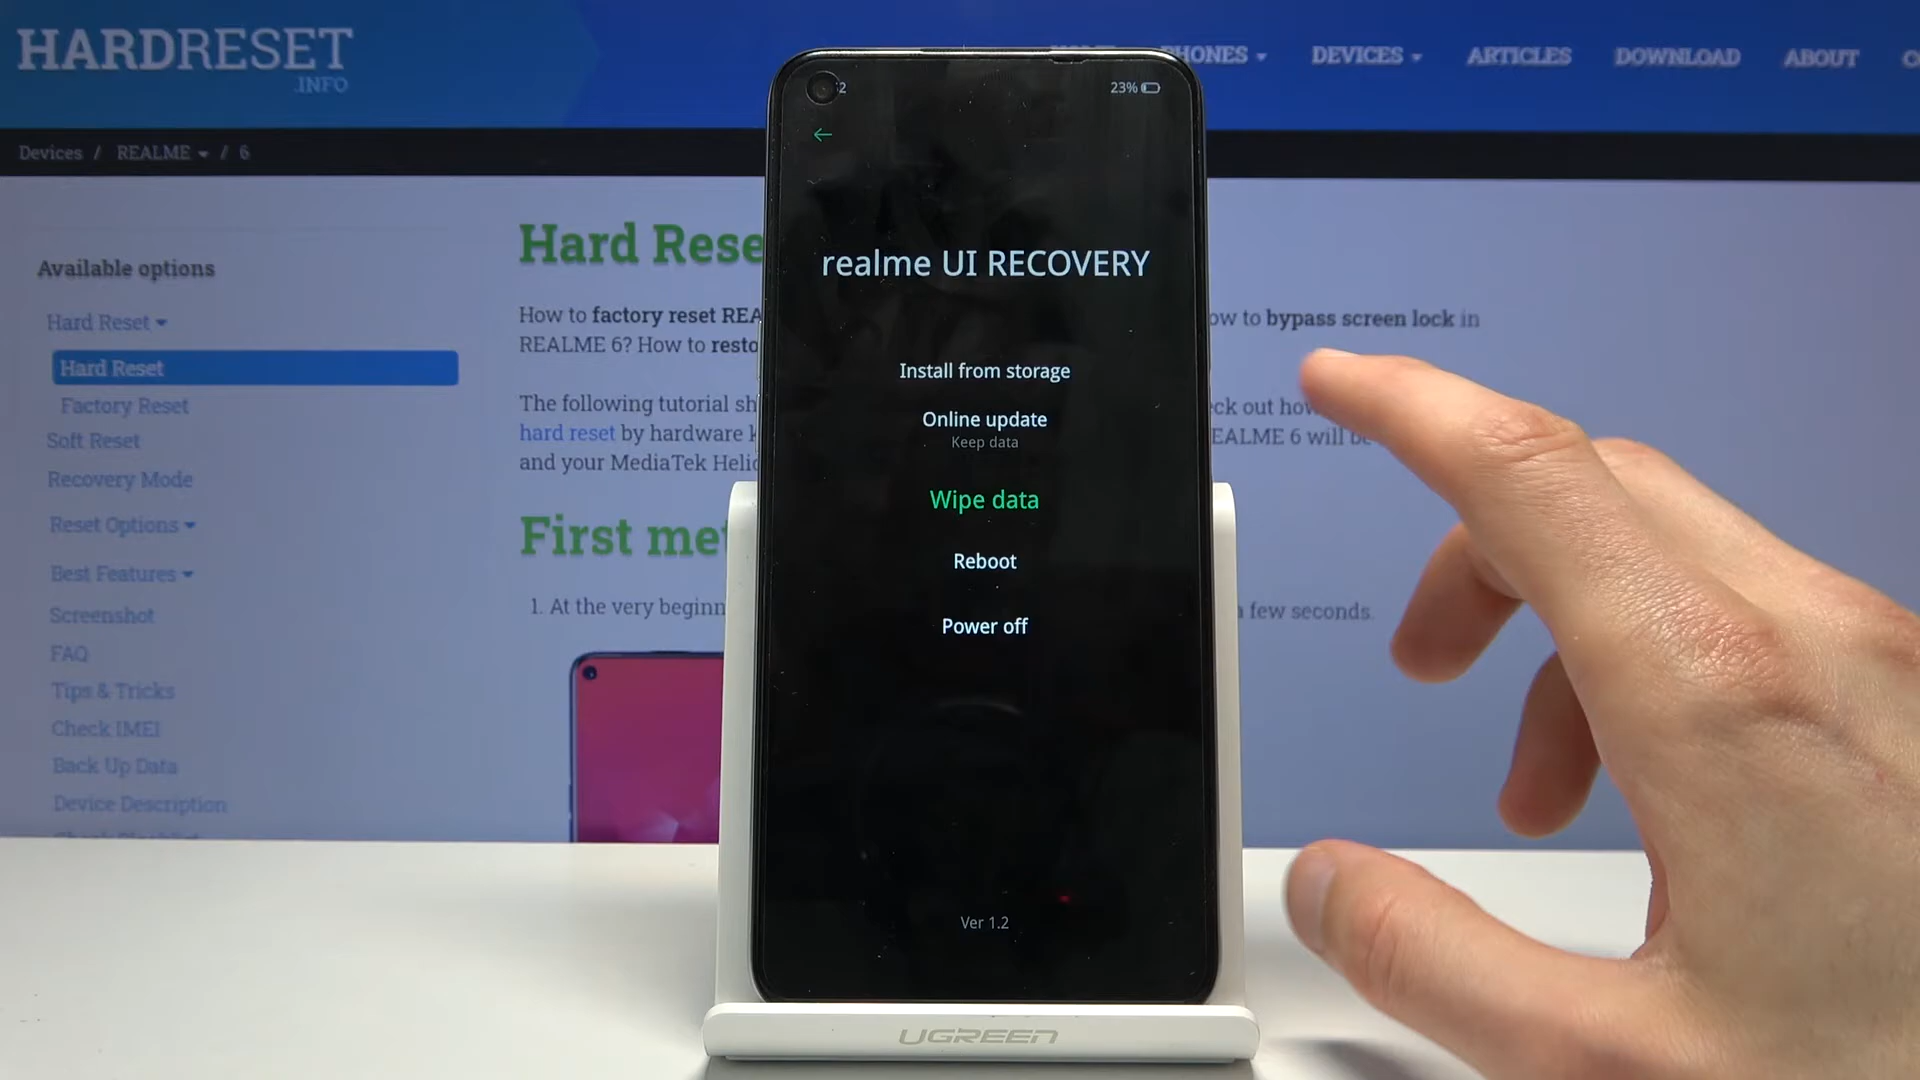 HARDRESET
.INFO
PHONES
DEVICES
ARTICLES
DOWNLOAD
ABOUT
Devices / REALME / 6
Available options
Hard Reset
Hard Reset
Factory Reset
Soft Reset
Recovery Mode
Reset Options
Best Features
Screenshot
FAQ
Tips & Tricks
Check IMEI
Back Up Data
Device Description
Hard Rese
How to factory reset REA
REALME 6? How to resto
The following tutorial sh
hard reset by hardware k
and your MediaTek Helio
First met
1. At the very beginn
23%
realme UI RECOVERY
Install from storage
Online update
Keep data
Wipe data
Reboot
Power off
Ver 1.2
ow to bypass screen lock in
ck out how
EALME 6 will be
a few seconds.
UGREEN